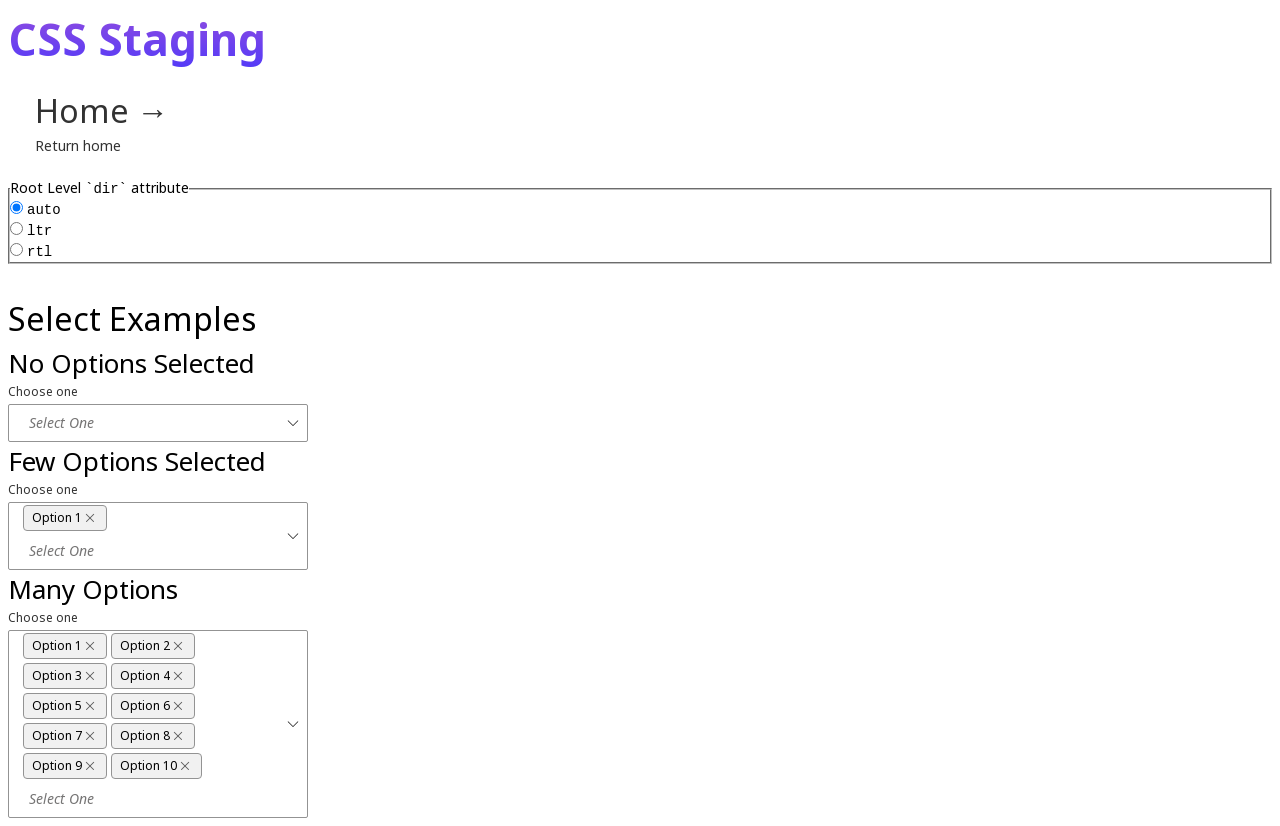 CSS Staging
Home →
Return home
Root Level `dir` attribute
auto
ltr
rtl
Select Examples
No Options Selected
Choose one
Select One
Few Options Selected
Choose one
Option 1
Select One
Many Options
Choose one
Option 1 Option 2
Option 3 Option 4
Option 5 Option 6
Option 7 Option 8
Option 9 Option 10
Select One